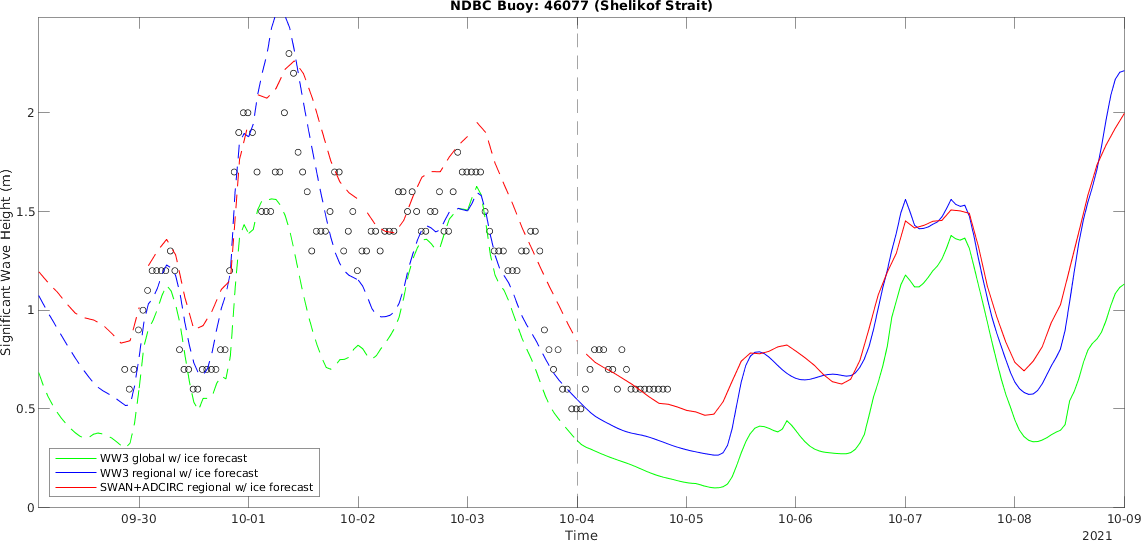 NDBC Buoy: 46077 (Shelikof Strait)
Significant Wave Height (m)
2
1.5
1
0.5
0
WW3 global w/ ice forecast
WW3 regional w/ ice forecast
SWAN+ADCIRC regional w/ ice forecast
09-30 10-01 10-02 10-03 10-04 10-05 10-06 10-07 10-08 10-09
Time
2021